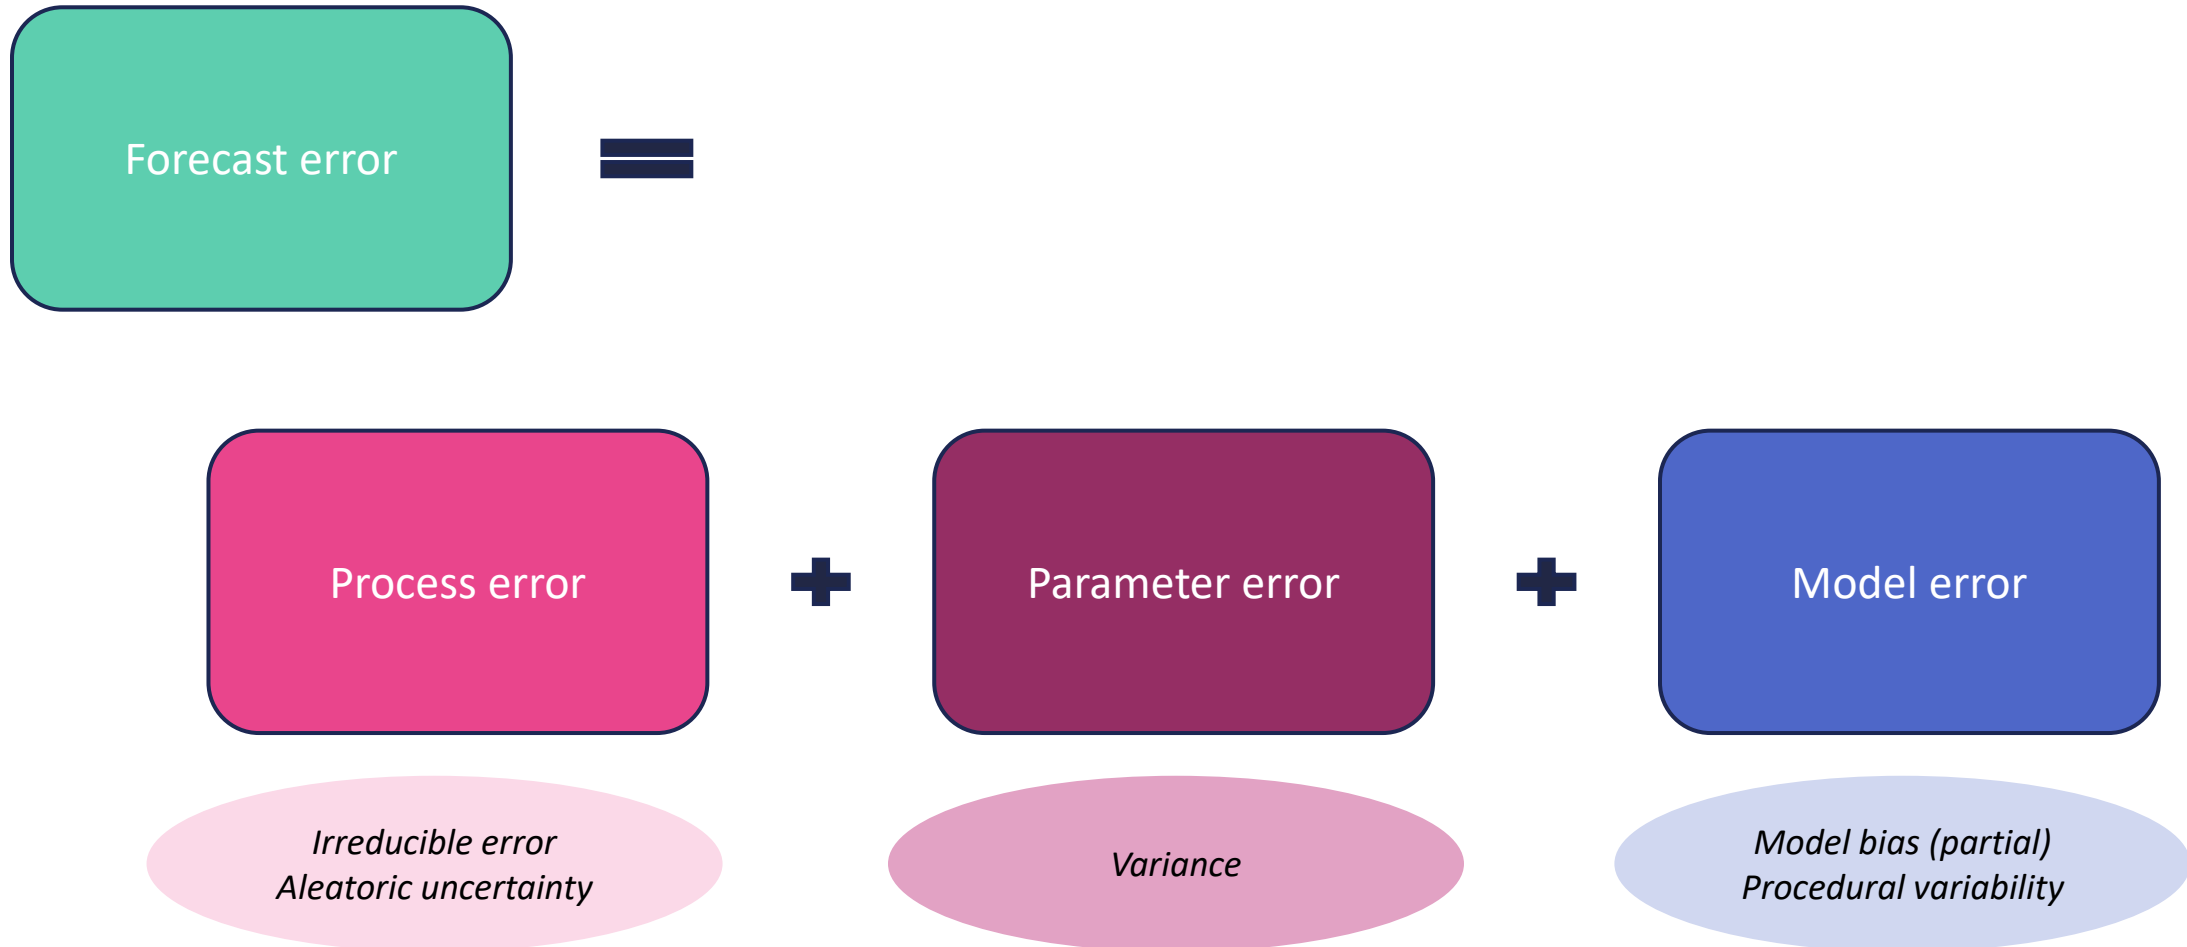 Forecast error
Process error
Parameter error
Model error
Irreducible error
Aleatoric uncertainty
Variance
Model bias (partial)
Procedural variability